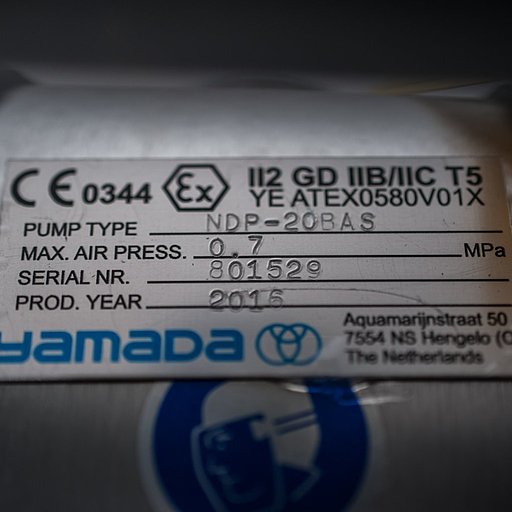 CE 0344 Ex II2 GD IIB/IIC T5
YE ATEX0580V01X
PUMP TYPE NDP-20BAS
MAX. AIR PRESS. 0.7 MPa
SERIAL NR. 801529
PROD. YEAR 2016
yamada
Aquamarijnstraat 50
7554 NS Hengelo (O
The Netherlands